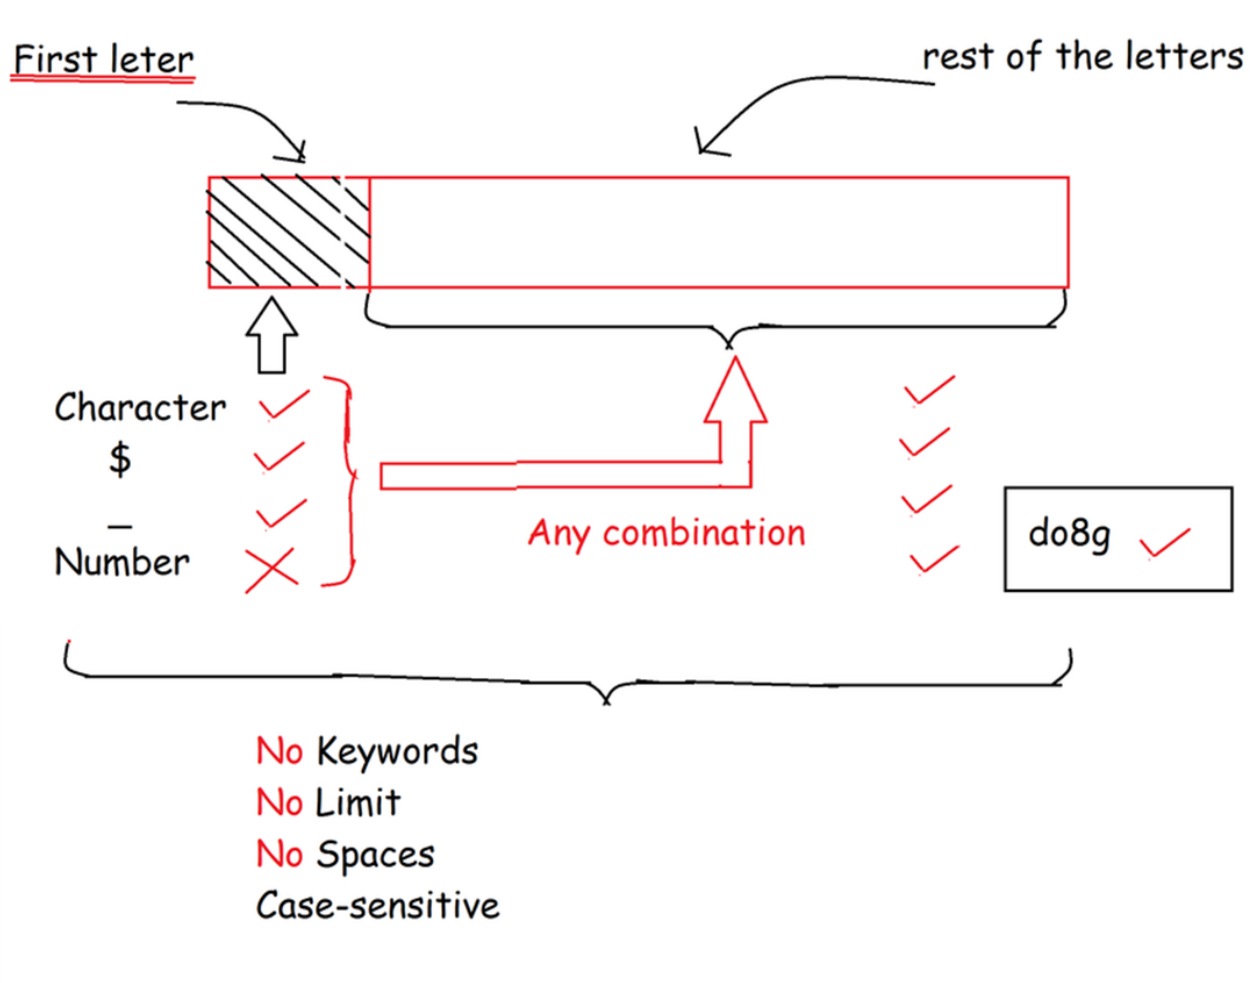 First leter
rest of the letters
Character
$
_
Number
Any combination
do8g
No Keywords
No Limit
No Spaces
Case-sensitive